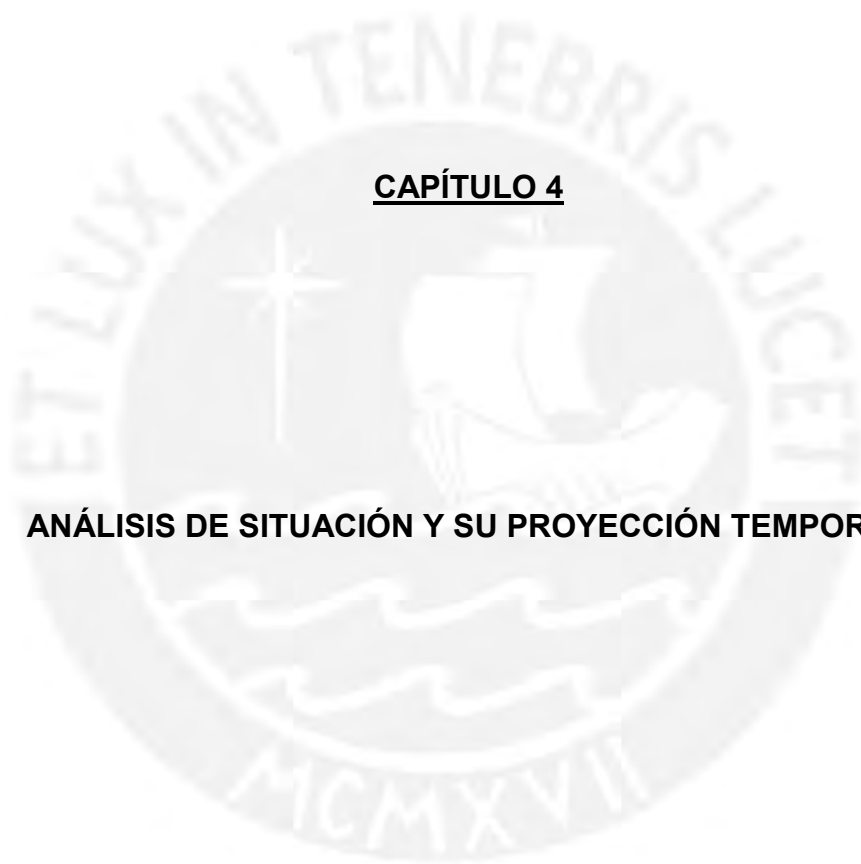 CAPÍTULO 4
ANÁLISIS DE SITUACIÓN Y SU PROYECCIÓN TEMPOR
ET LUX IN TENEBRIS LUCET
MCMXVII